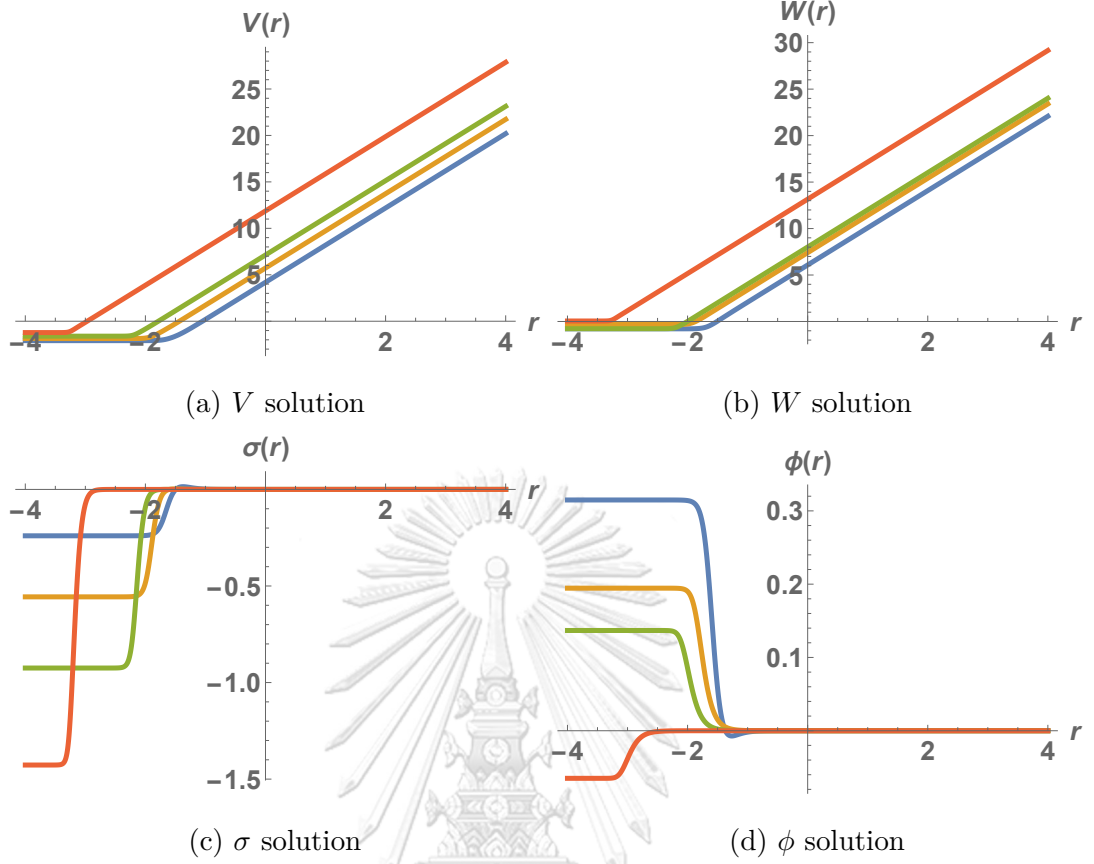 V(r)
25
20
15
10
5
-4 -2 2 4 r
(a) V solution
W(r)
30
25
20
15
10
5
-4 -2 2 4 r
(b) W solution
σ(r)
-4 -2 2 4 r
-0.5
-1.0
-1.5
(c) σ solution
ϕ(r)
0.3
0.2
0.1
-4 -2 2 4 r
(d) ϕ solution